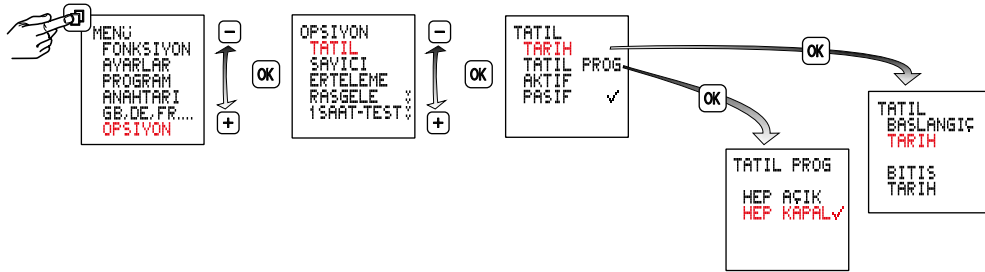 MENÜ
FONKSIYON
AYARLAR
PROGRAM
ANAHTARI
GB,DE,FR....
OPSIYON
−
OK
+
OPSIYON
TATIL
SAYICI
ERTELEME
RASGELE
1SAAT-TEST
−
OK
+
TATIL
TARIH
TATIL PROG
AKTIF
PASIF ✓
OK
OK
TATIL PROG
HEP AÇIK
HEP KAPAL✓
TATIL
BASLANGIÇ
TARIH
BITIS
TARIH